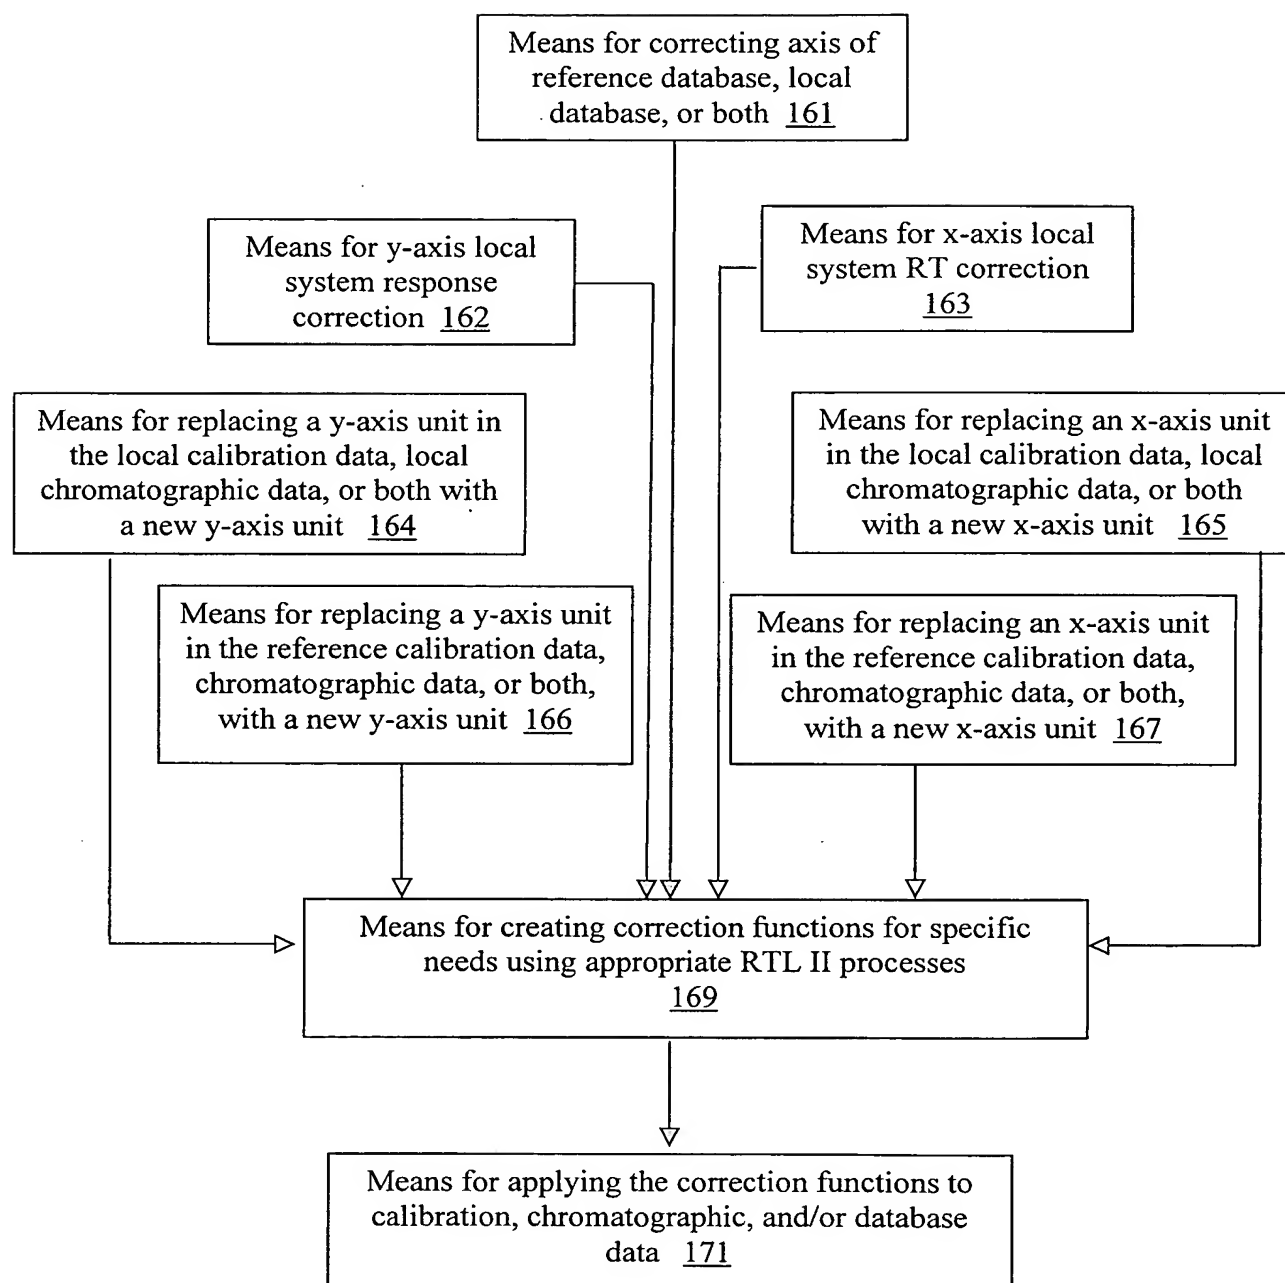 Means for correcting axis of
reference database, local
database, or both 161
Means for y-axis local
system response
correction 162
Means for x-axis local
system RT correction
163
Means for replacing a y-axis unit in
the local calibration data, local
chromatographic data, or both with
a new y-axis unit 164
Means for replacing an x-axis unit
in the local calibration data, local
chromatographic data, or both
with a new x-axis unit 165
Means for replacing a y-axis unit
in the reference calibration data,
chromatographic data, or both,
with a new y-axis unit 166
Means for replacing an x-axis unit
in the reference calibration data,
chromatographic data, or both,
with a new x-axis unit 167
Means for creating correction functions for specific
needs using appropriate RTL II processes
169
Means for applying the correction functions to
calibration, chromatographic, and/or database
data 171